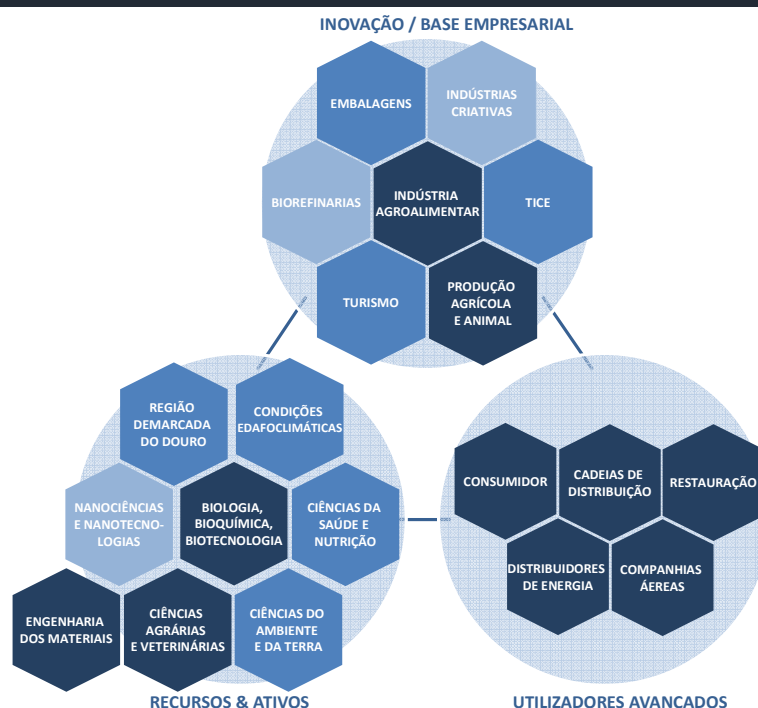 INOVAÇÃO / BASE EMPRESARIAL
EMBALAGENS
INDÚSTRIAS
CRIATIVAS
BIOREFINARIAS
INDÚSTRIA
AGROALIMENTAR
TICE
TURISMO
PRODUÇÃO
AGRÍCOLA
E ANIMAL
REGIÃO
DEMARCADA
DO DOURO
CONDIÇÕES
EDAFOCLIMÁTICAS
NANOCIÊNCIAS
E NANOTECNO-
LOGIAS
BIOLOGIA,
BIOQUÍMICA,
BIOTECNOLOGIA
CIÊNCIAS DA
SAÚDE E
NUTRIÇÃO
ENGENHARIA
DOS MATERIAIS
CIÊNCIAS
AGRÁRIAS
E VETERINÁRIAS
CIÊNCIAS DO
AMBIENTE
E DA TERRA
RECURSOS & ATIVOS
CONSUMIDOR
CADEIAS DE
DISTRIBUIÇÃO
RESTAURAÇÃO
DISTRIBUIDORES
DE ENERGIA
COMPANHIAS
ÁEREAS
UTILIZADORES AVANCADOS